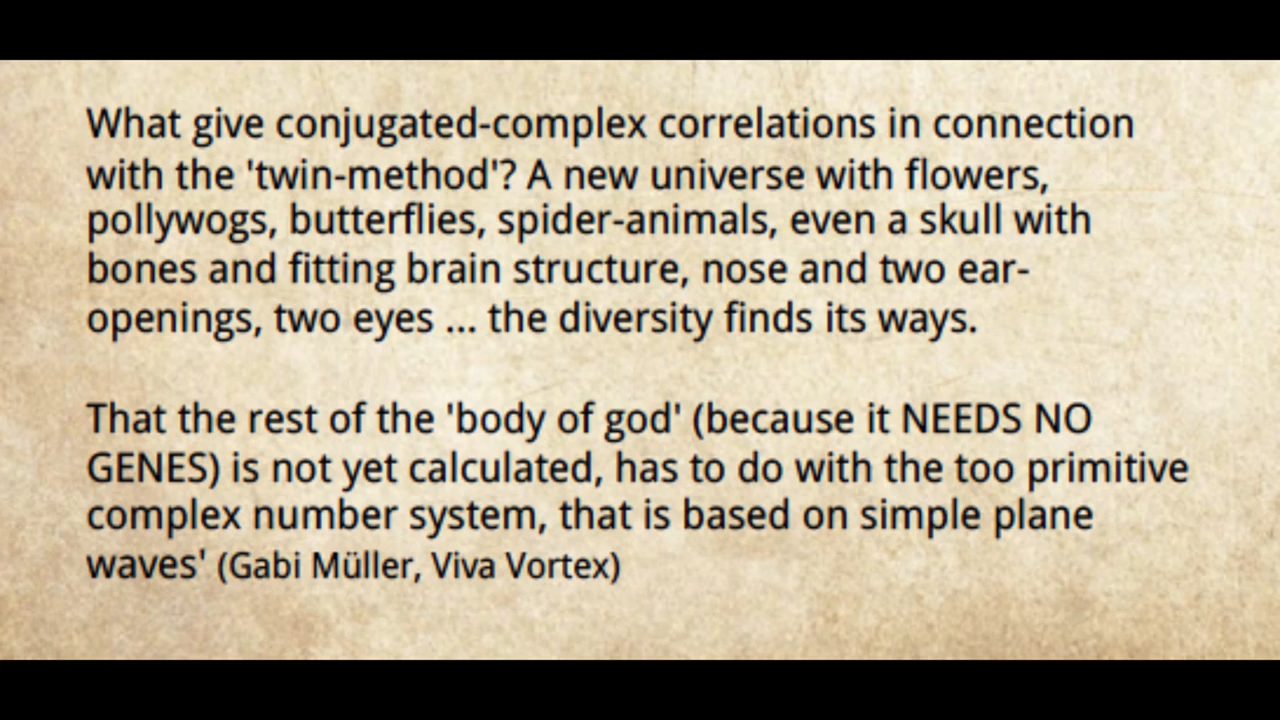 What give conjugated-complex correlations in connection
with the 'twin-method'? A new universe with flowers,
pollywogs, butterflies, spider-animals, even a skull with
bones and fitting brain structure, nose and two ear-
openings, two eyes ... the diversity finds its ways.
That the rest of the 'body of god' (because it NEEDS NO
GENES) is not yet calculated, has to do with the too primitive
complex number system, that is based on simple plane
waves' (Gabi Müller, Viva Vortex)